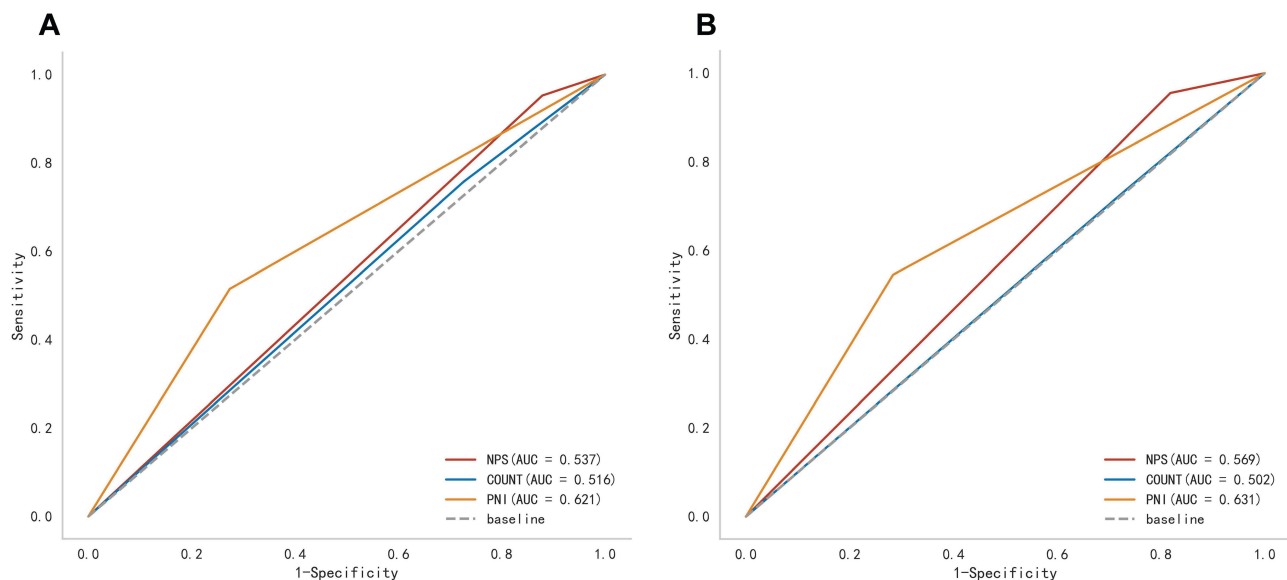 A
1.0
0.8
0.6
0.4
0.2
0.0
Sensitivity
NPS(AUC = 0.537)
COUNT(AUC = 0.516)
PNI(AUC = 0.621)
baseline
0.0 0.2 0.4 0.6 0.8 1.0
1-Specificity
B
1.0
0.8
0.6
0.4
0.2
0.0
Sensitivity
NPS(AUC = 0.569)
COUNT(AUC = 0.502)
PNI(AUC = 0.631)
baseline
0.0 0.2 0.4 0.6 0.8 1.0
1-Specificity